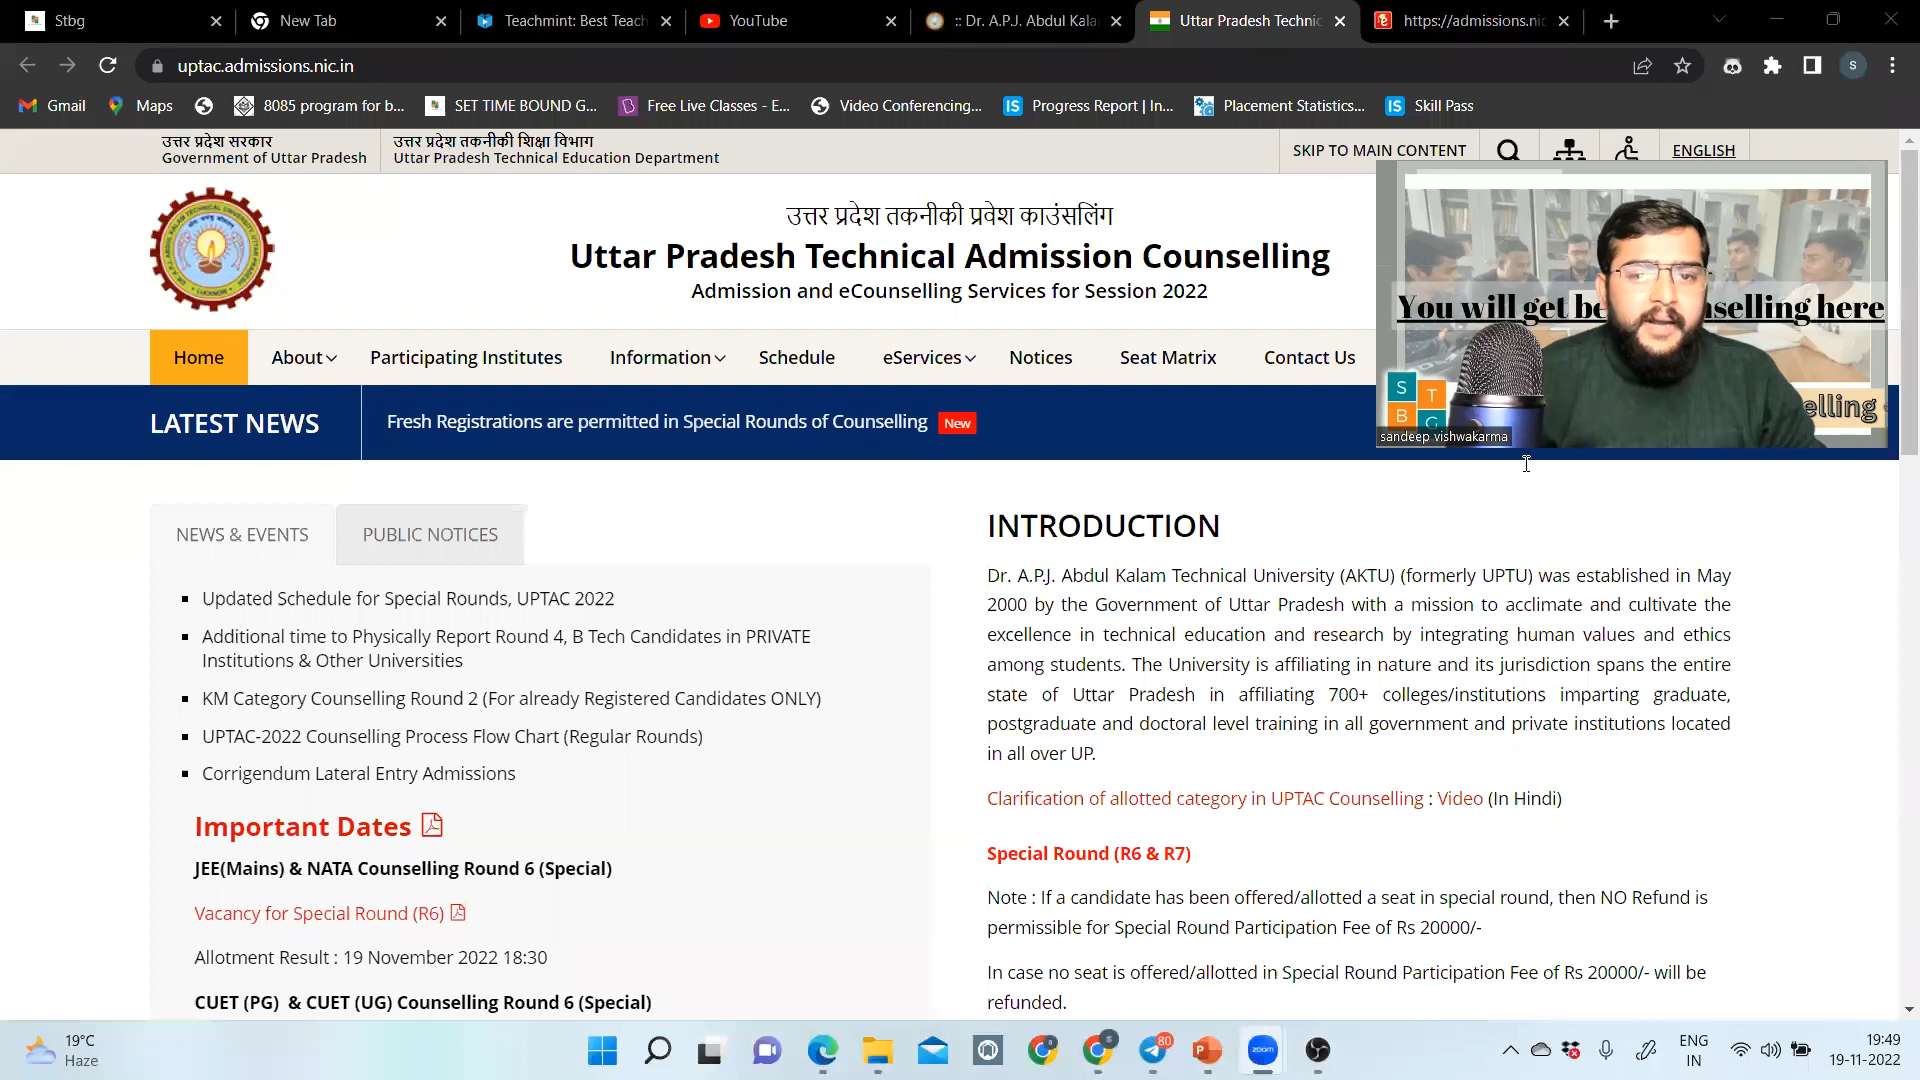 Stbg
New Tab
Teachmint: Best Teach
YouTube
:: Dr. A.P.J. Abdul Kala
Uttar Pradesh Technic
https://admissions.nic
uptac.admissions.nic.in
S
Gmail
Maps
8085 program for b...
SET TIME BOUND G...
Free Live Classes - E...
Video Conferencing...
IS Progress Report | In...
Placement Statistics...
IS Skill Pass
उत्तर प्रदेश सरकार
Government of Uttar Pradesh
उत्तर प्रदेश तकनीकी शिक्षा विभाग
Uttar Pradesh Technical Education Department
SKIP TO MAIN CONTENT
ENGLISH
उत्तर प्रदेश तकनीकी प्रवेश काउंसलिंग
Uttar Pradesh Technical Admission Counselling
Admission and eCounselling Services for Session 2022
You will get be nselling here
S T
B G
elling
sandeep vishwakarma
Home
About
Participating Institutes
Information
Schedule
eServices
Notices
Seat Matrix
Contact Us
LATEST NEWS
Fresh Registrations are permitted in Special Rounds of Counselling New
NEWS & EVENTS
PUBLIC NOTICES
Updated Schedule for Special Rounds, UPTAC 2022
Additional time to Physically Report Round 4, B Tech Candidates in PRIVATE
Institutions & Other Universities
KM Category Counselling Round 2 (For already Registered Candidates ONLY)
UPTAC-2022 Counselling Process Flow Chart (Regular Rounds)
Corrigendum Lateral Entry Admissions
Important Dates
JEE(Mains) & NATA Counselling Round 6 (Special)
Vacancy for Special Round (R6)
Allotment Result : 19 November 2022 18:30
CUET (PG) & CUET (UG) Counselling Round 6 (Special)
INTRODUCTION
Dr. A.P.J. Abdul Kalam Technical University (AKTU) (formerly UPTU) was established in May
2000 by the Government of Uttar Pradesh with a mission to acclimate and cultivate the
excellence in technical education and research by integrating human values and ethics
among students. The University is affiliating in nature and its jurisdiction spans the entire
state of Uttar Pradesh in affiliating 700+ colleges/institutions imparting graduate,
postgraduate and doctoral level training in all government and private institutions located
in all over UP.
Clarification of allotted category in UPTAC Counselling : Video (In Hindi)
Special Round (R6 & R7)
Note : If a candidate has been offered/allotted a seat in special round, then NO Refund is
permissible for Special Round Participation Fee of Rs 20000/-
In case no seat is offered/allotted in Special Round Participation Fee of Rs 20000/- will be
refunded.
19°C
Haze
80
zoom
ENG
IN
19:49
19-11-2022